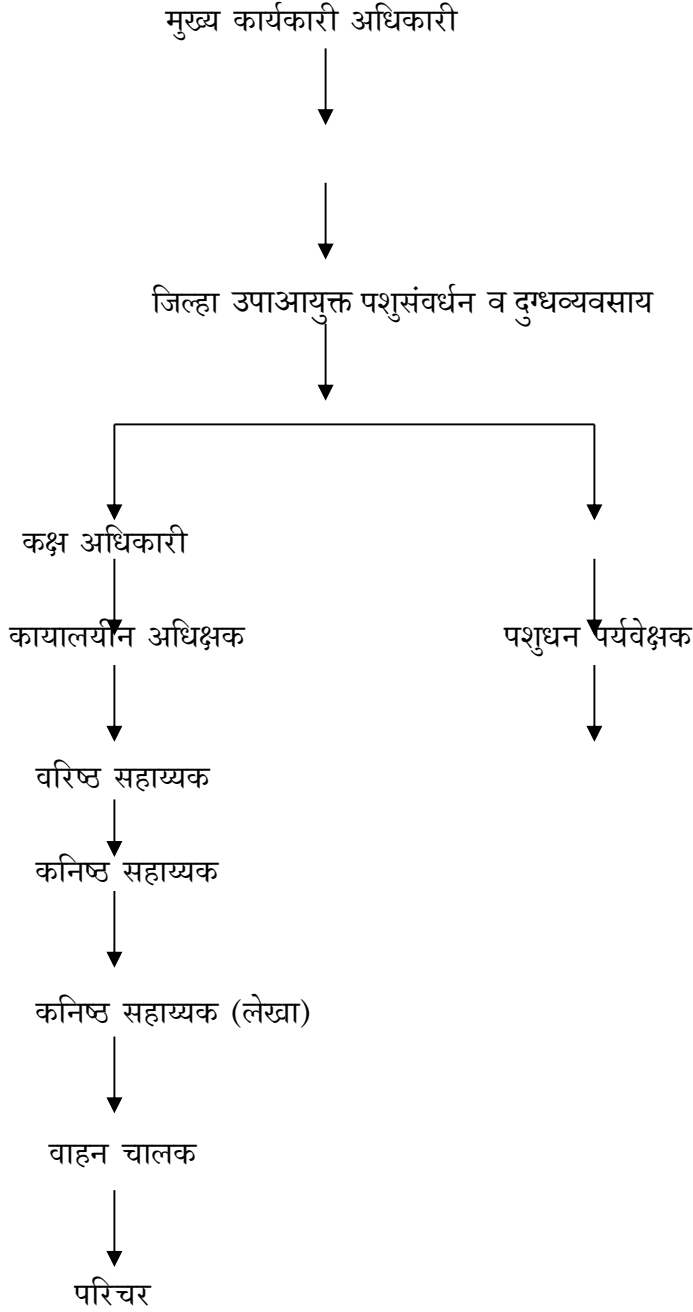 मुख्य कार्यकारी अधिकारी
जिल्हा उपाआयुक्त पशुसंवर्धन व दुग्धव्यवसाय
कक्ष अधिकारी
कायालयीन अधिक्षक
पशुधन पर्यवेक्षक
वरिष्ठ सहाय्यक
कनिष्ठ सहाय्यक
कनिष्ठ सहाय्यक (लेखा)
वाहन चालक
परिचर